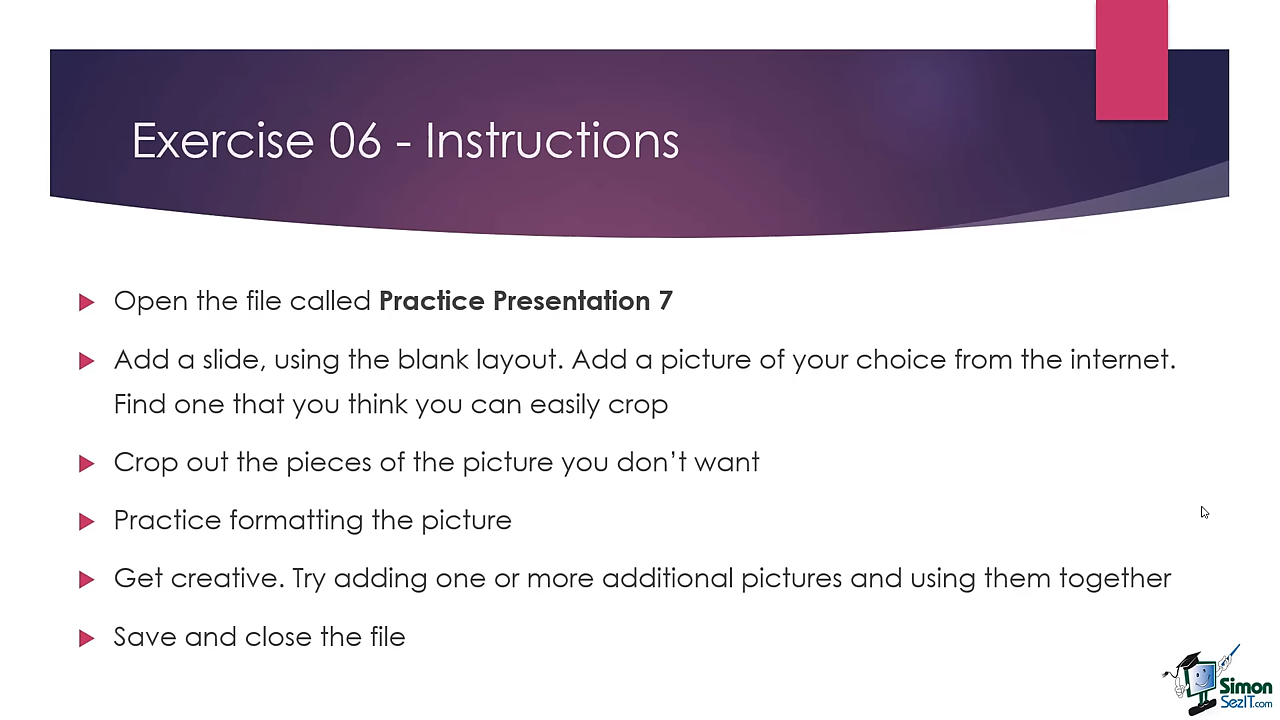 Exercise 06 - Instructions
Open the file called Practice Presentation 7
Add a slide, using the blank layout. Add a picture of your choice from the internet.
Find one that you think you can easily crop
Crop out the pieces of the picture you don’t want
Practice formatting the picture
Get creative. Try adding one or more additional pictures and using them together
Save and close the file
Simon
SezIT.com